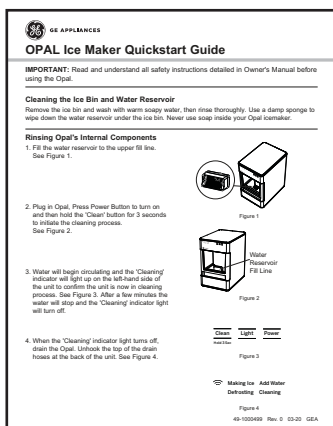 GE APPLIANCES
OPAL Ice Maker Quickstart Guide
IMPORTANT: Read and understand all safety instructions detailed in Owner's Manual before
using the Opal.
Cleaning the Ice Bin and Water Reservoir
Remove the ice bin and wash with warm soapy water, then rinse thoroughly. Use a damp sponge to
wipe down the water reservoir under the ice bin. Never use soap inside your Opal icemaker.
Rinsing Opal's Internal Components
1. Fill the water reservoir to the upper fill line.
See Figure 1.
Figure 1
2. Plug in Opal, Press Power Button to turn on
and then hold the 'Clean' button for 3 seconds
to initiate the cleaning process.
See Figure 2.
Water
Reservoir
Fill Line
Figure 2
3. Water will begin circulating and the 'Cleaning'
indicator will light up on the left-hand side of
the unit to confirm the unit is now in cleaning
process. See Figure 3. After a few minutes the
water will stop and the 'Cleaning' indicator light
will turn off.
Clean Light Power
Hold 3 Sec
Figure 3
4. When the 'Cleaning' indicator light turns off,
drain the Opal. Unhook the top of the drain
hoses at the back of the unit. See Figure 4.
Making Ice Add Water
Defrosting Cleaning
Figure 4
49-1000499 Rev. 0 03-20 GEA